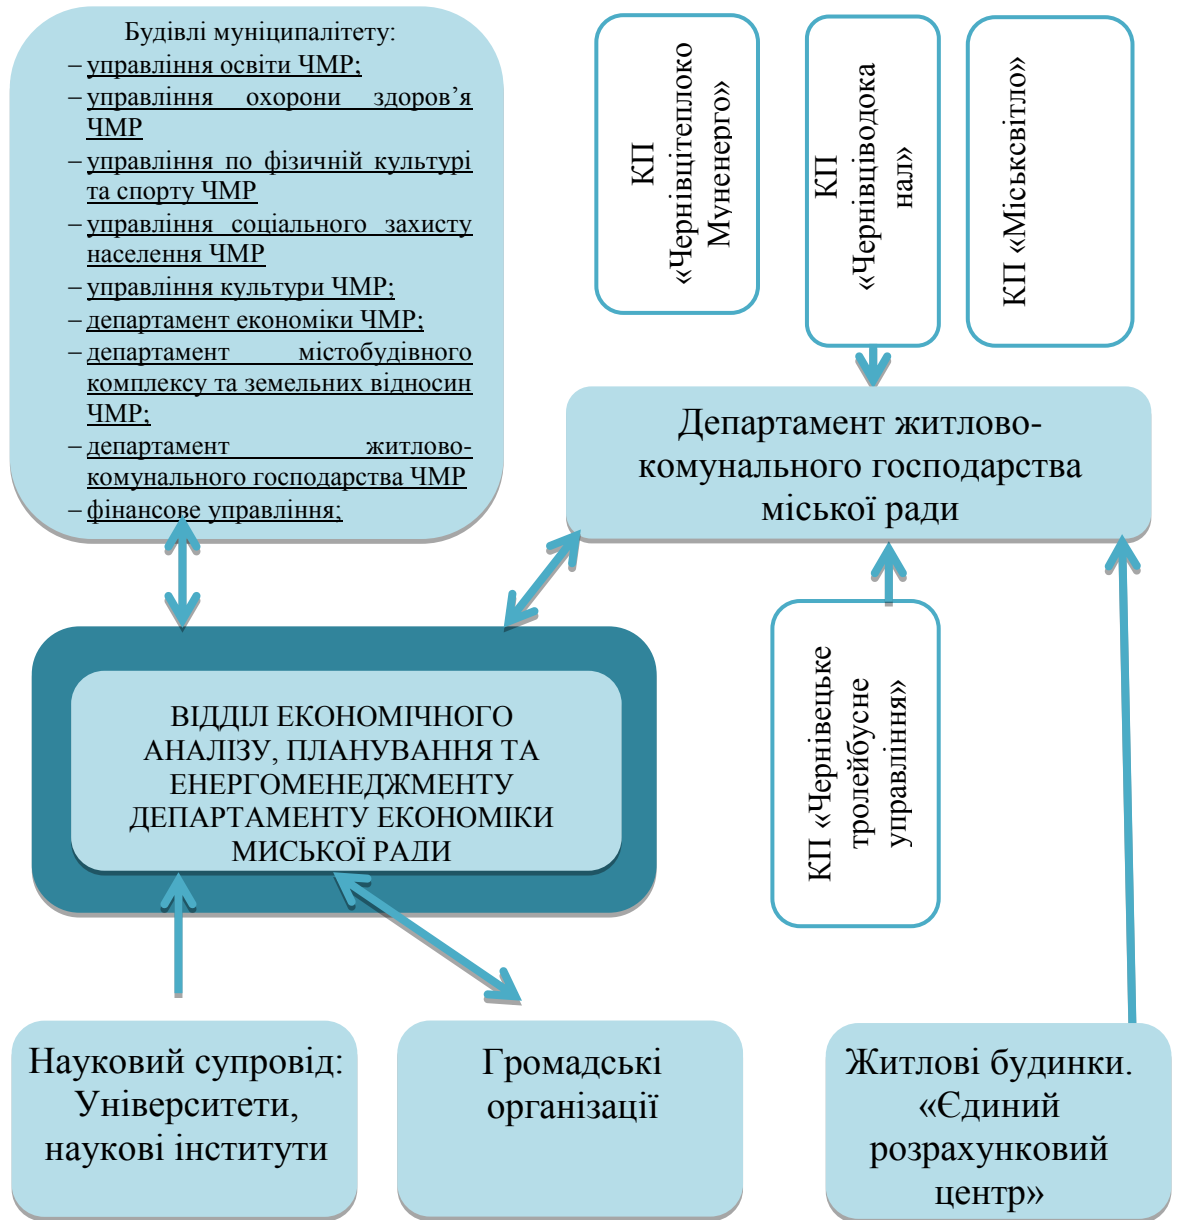 Будівлі муніципалітету:
– управління освіти ЧМР;
– управління охорони здоров’я
ЧМР
– управління по фізичній культурі
та спорту ЧМР
– управління соціального захисту
населення ЧМР
– управління культури ЧМР;
– департамент економіки ЧМР;
– департамент містобудівного
комплексу та земельних відносин
ЧМР;
– департамент житлово-
комунального господарства ЧМР
– фінансове управління;
КП
«Чернівцітеплоко
Муненерго»
КП
«Чернівціводока
нал»
КП «Міськсвітло»
Департамент житлово-
комунального господарства
міської ради
ВІДДІЛ ЕКОНОМІЧНОГО
АНАЛІЗУ, ПЛАНУВАННЯ ТА
ЕНЕРГОМЕНЕДЖМЕНТУ
ДЕПАРТАМЕНТУ ЕКОНОМІКИ
МИСЬКОЇ РАДИ
КП «Чернівецьке
тролейбусне
управління»
Науковий супровід:
Університети,
наукові інститути
Громадські
організації
Житлові будинки.
«Єдиний
розрахунковий
центр»